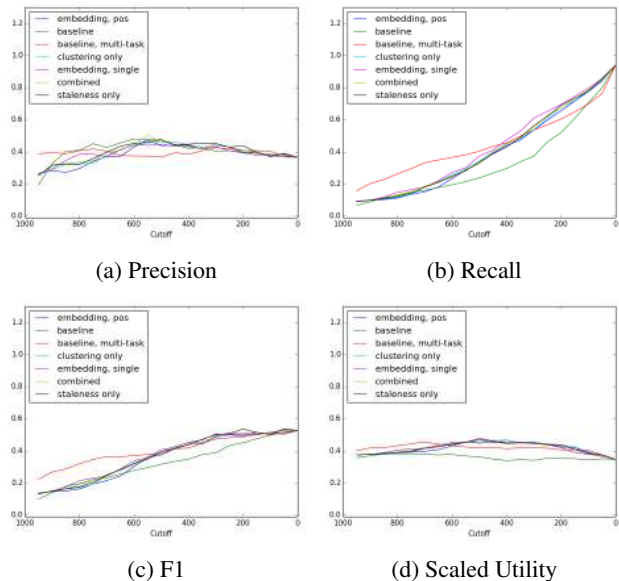 1.2
1.0
0.8
0.6
0.4
0.2
0.0
embedding, pos
baseline
baseline, multi-task
clustering only
embedding, single
combined
staleness only
1000 800 600 400 200 0
Cutoff
(a) Precision
1.2
1.0
0.8
0.6
0.4
0.2
0.0
embedding, pos
baseline
baseline, multi-task
clustering only
embedding, single
combined
staleness only
1000 800 600 400 200 0
Cutoff
(b) Recall
1.2
1.0
0.8
0.6
0.4
0.2
0.0
embedding, pos
baseline
baseline, multi-task
clustering only
embedding, single
combined
staleness only
1000 800 600 400 200 0
Cutoff
(c) F1
1.2
1.0
0.8
0.6
0.4
0.2
0.0
embedding, pos
baseline
baseline, multi-task
clustering only
embedding, single
combined
staleness only
1000 800 600 400 200 0
Cutoff
(d) Scaled Utility